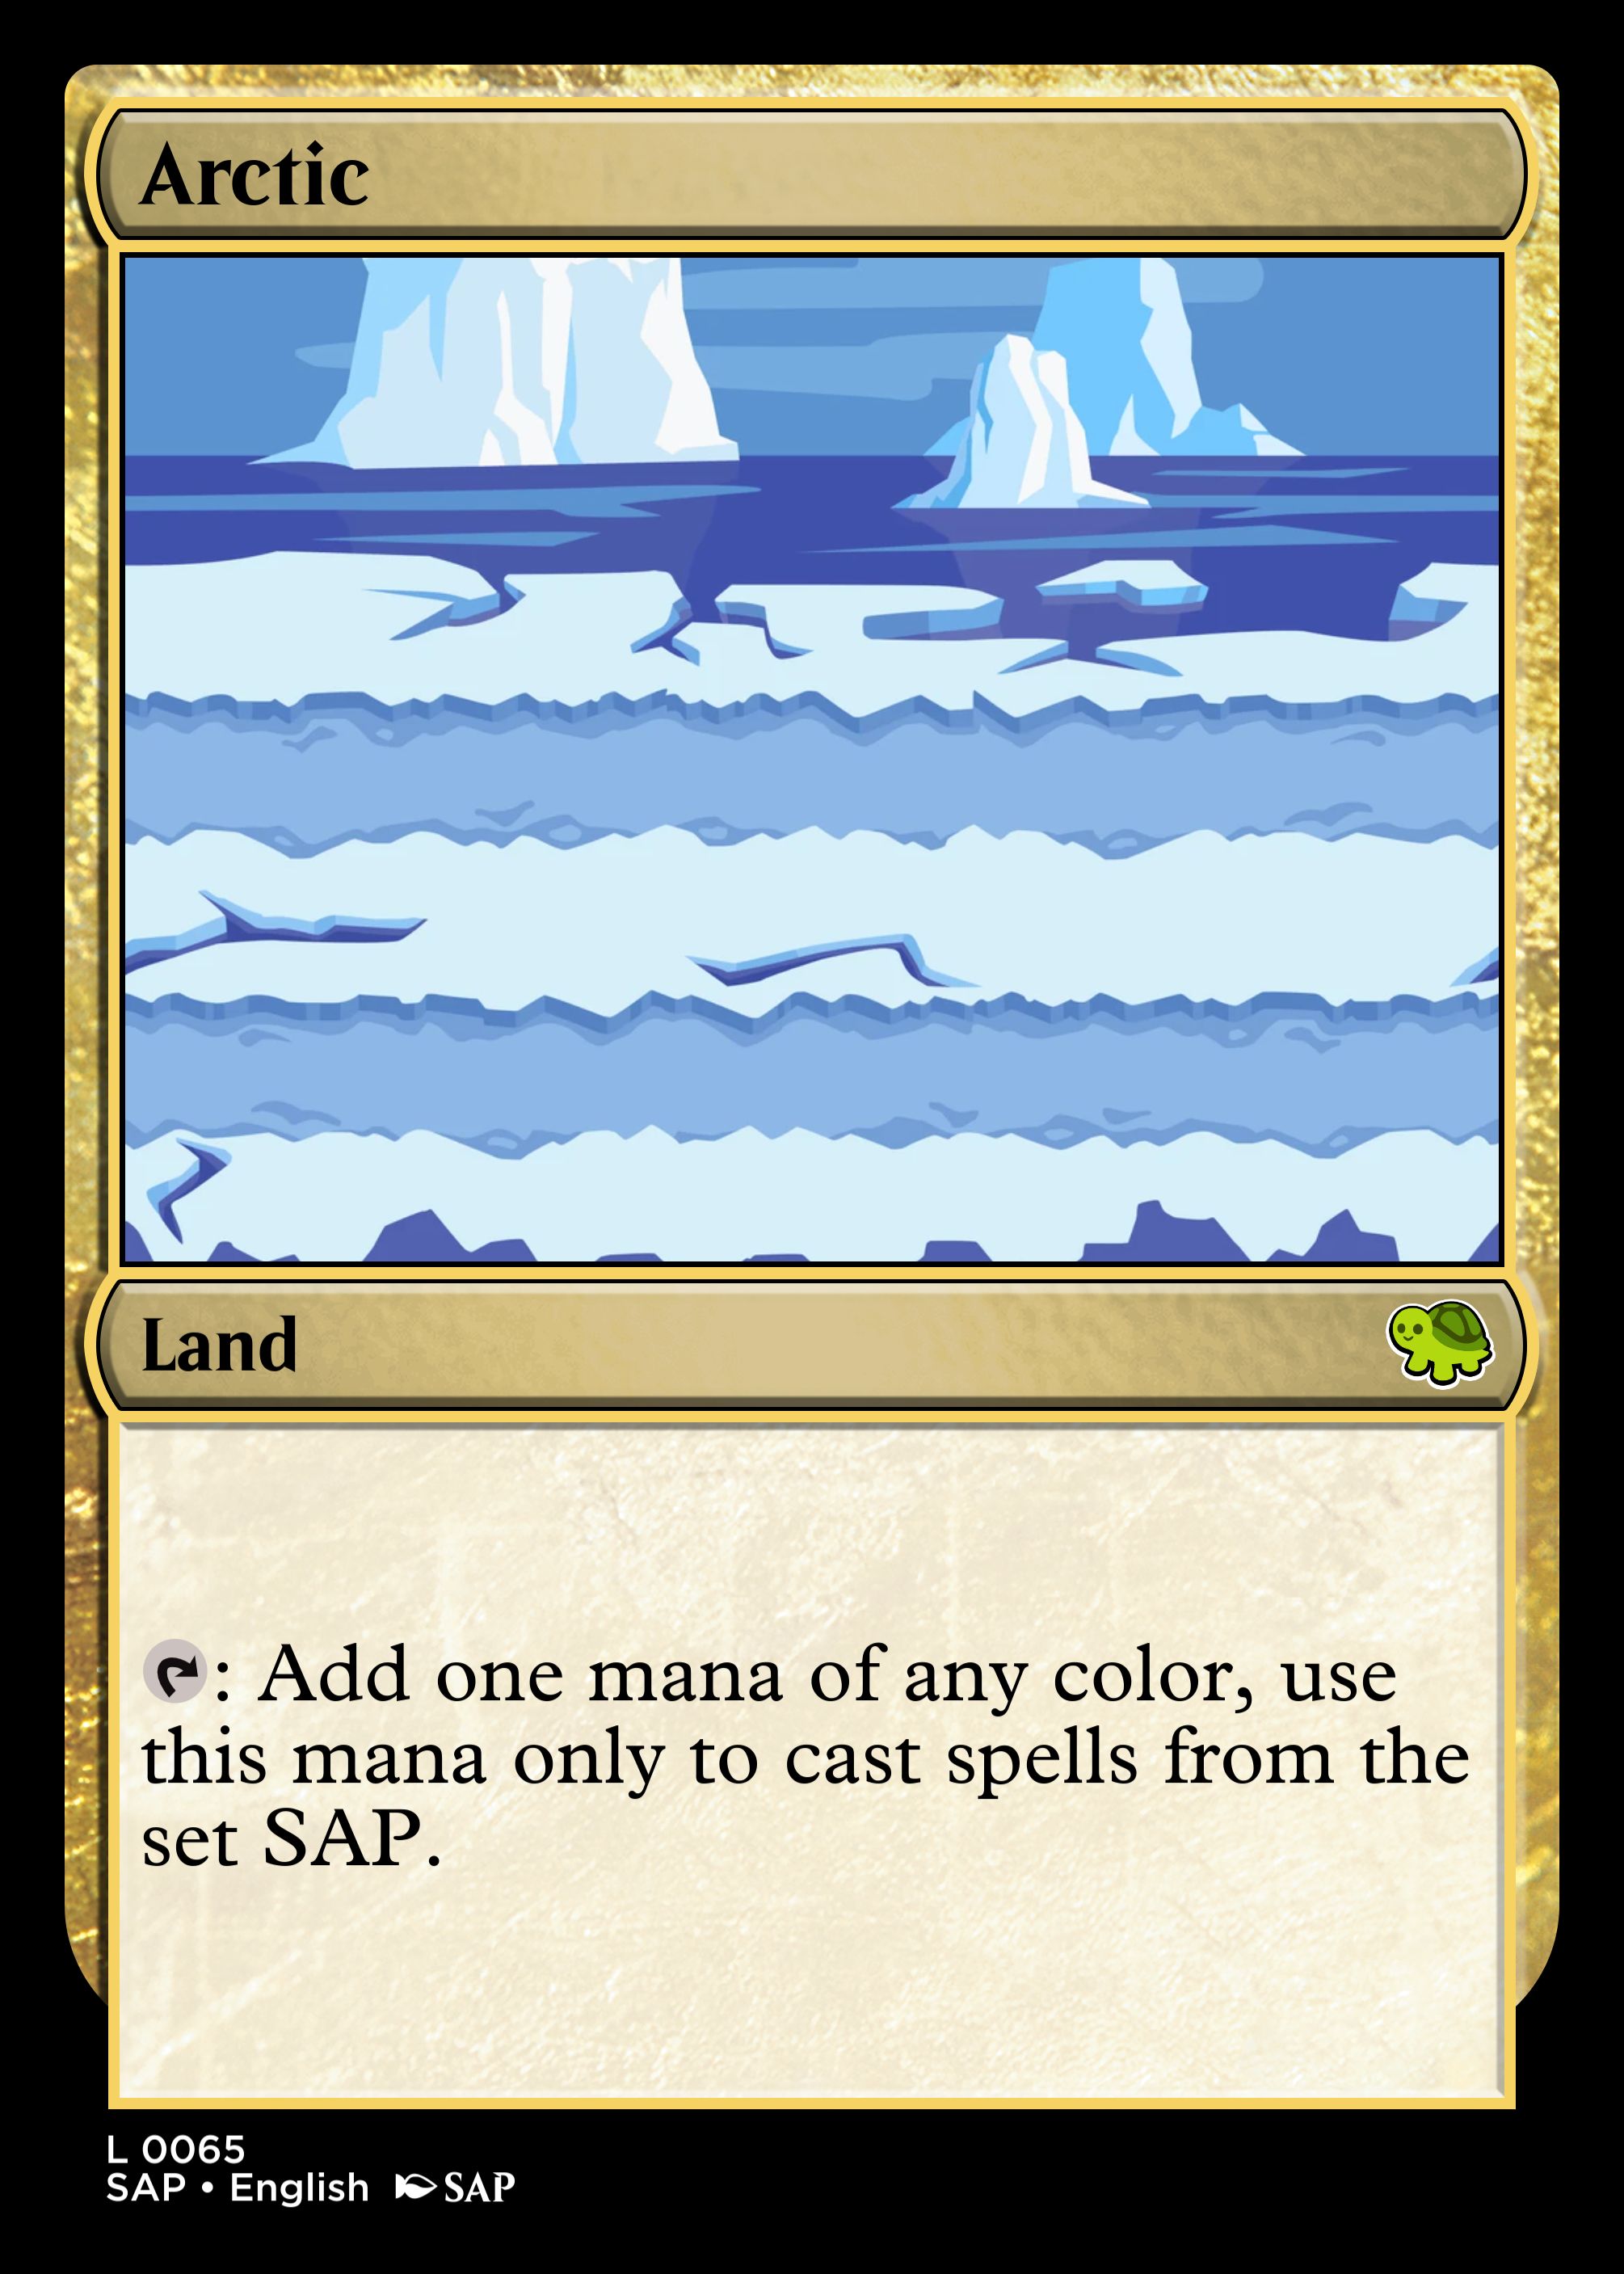 Arctic
Land
: Add one mana of any color, use
this mana only to cast spells from the
set SAP.
L 0065
SAP • English SAP